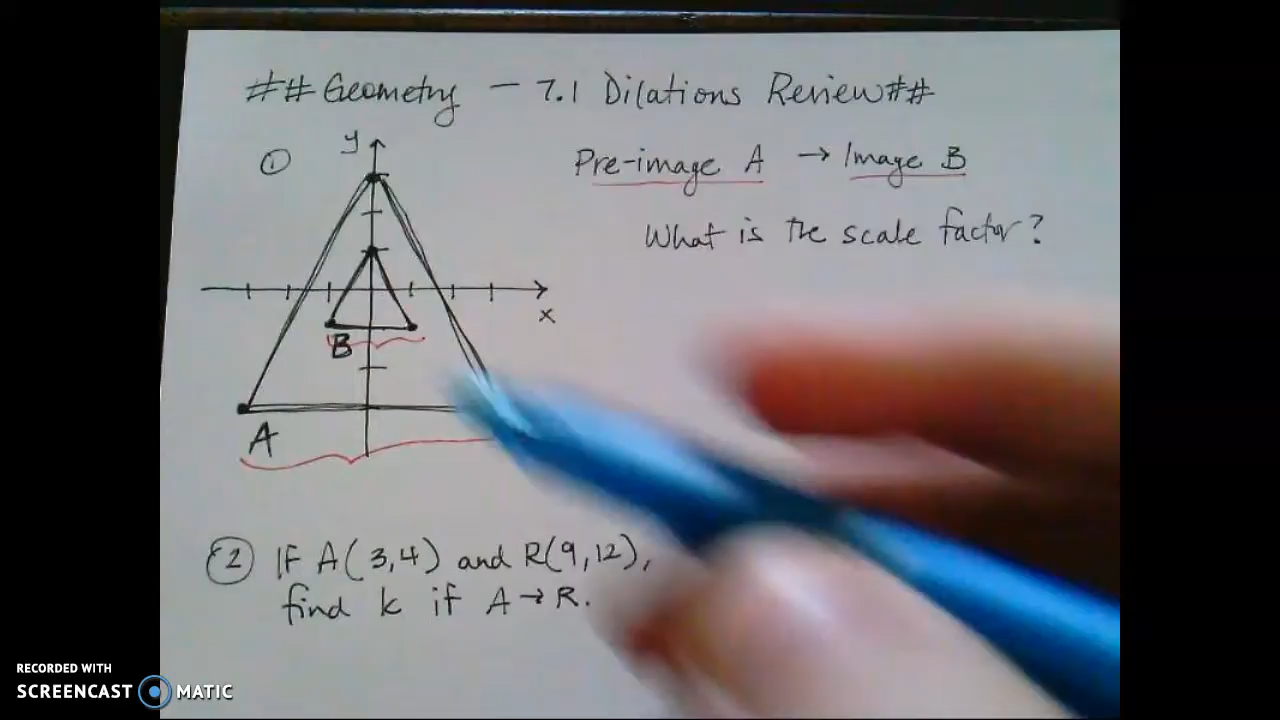 ##Geometry - 7.1 Dilations Review##
① y
Pre-image A → Image B
What is the scale factor?
x
B
A
② If A(3,4) and R(9,12),
find k if A→R.
RECORDED WITH
SCREENCAST MATIC